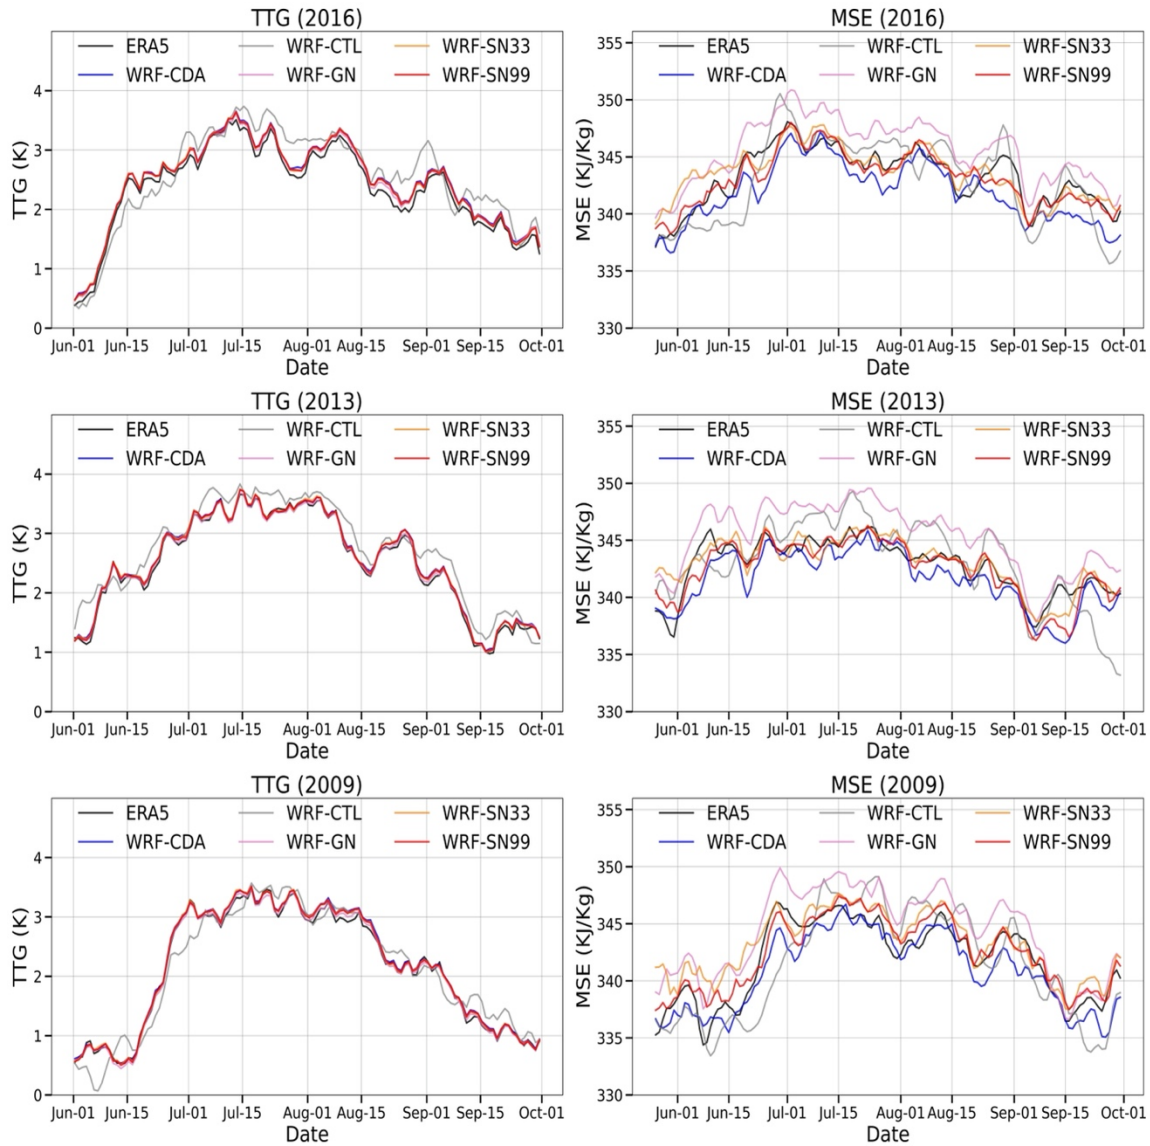 TTG (2016)
ERA5 WRF-CTL WRF-SN33
WRF-CDA WRF-GN WRF-SN99
TTG (K)
4
3
2
1
0
Jun-01 Jun-15 Jul-01 Jul-15 Aug-01 Aug-15 Sep-01 Sep-15 Oct-01
Date
MSE (2016)
ERA5 WRF-CTL WRF-SN33
WRF-CDA WRF-GN WRF-SN99
MSE (KJ/Kg)
355
350
345
340
335
330
Jun-01 Jun-15 Jul-01 Jul-15 Aug-01 Aug-15 Sep-01 Sep-15 Oct-01
Date
TTG (2013)
ERA5 WRF-CTL WRF-SN33
WRF-CDA WRF-GN WRF-SN99
TTG (K)
4
3
2
1
0
Jun-01 Jun-15 Jul-01 Jul-15 Aug-01 Aug-15 Sep-01 Sep-15 Oct-01
Date
MSE (2013)
ERA5 WRF-CTL WRF-SN33
WRF-CDA WRF-GN WRF-SN99
MSE (KJ/Kg)
355
350
345
340
335
330
Jun-01 Jun-15 Jul-01 Jul-15 Aug-01 Aug-15 Sep-01 Sep-15 Oct-01
Date
TTG (2009)
ERA5 WRF-CTL WRF-SN33
WRF-CDA WRF-GN WRF-SN99
TTG (K)
4
3
2
1
0
Jun-01 Jun-15 Jul-01 Jul-15 Aug-01 Aug-15 Sep-01 Sep-15 Oct-01
Date
MSE (2009)
ERA5 WRF-CTL WRF-SN33
WRF-CDA WRF-GN WRF-SN99
MSE (KJ/Kg)
355
350
345
340
335
330
Jun-01 Jun-15 Jul-01 Jul-15 Aug-01 Aug-15 Sep-01 Sep-15 Oct-01
Date